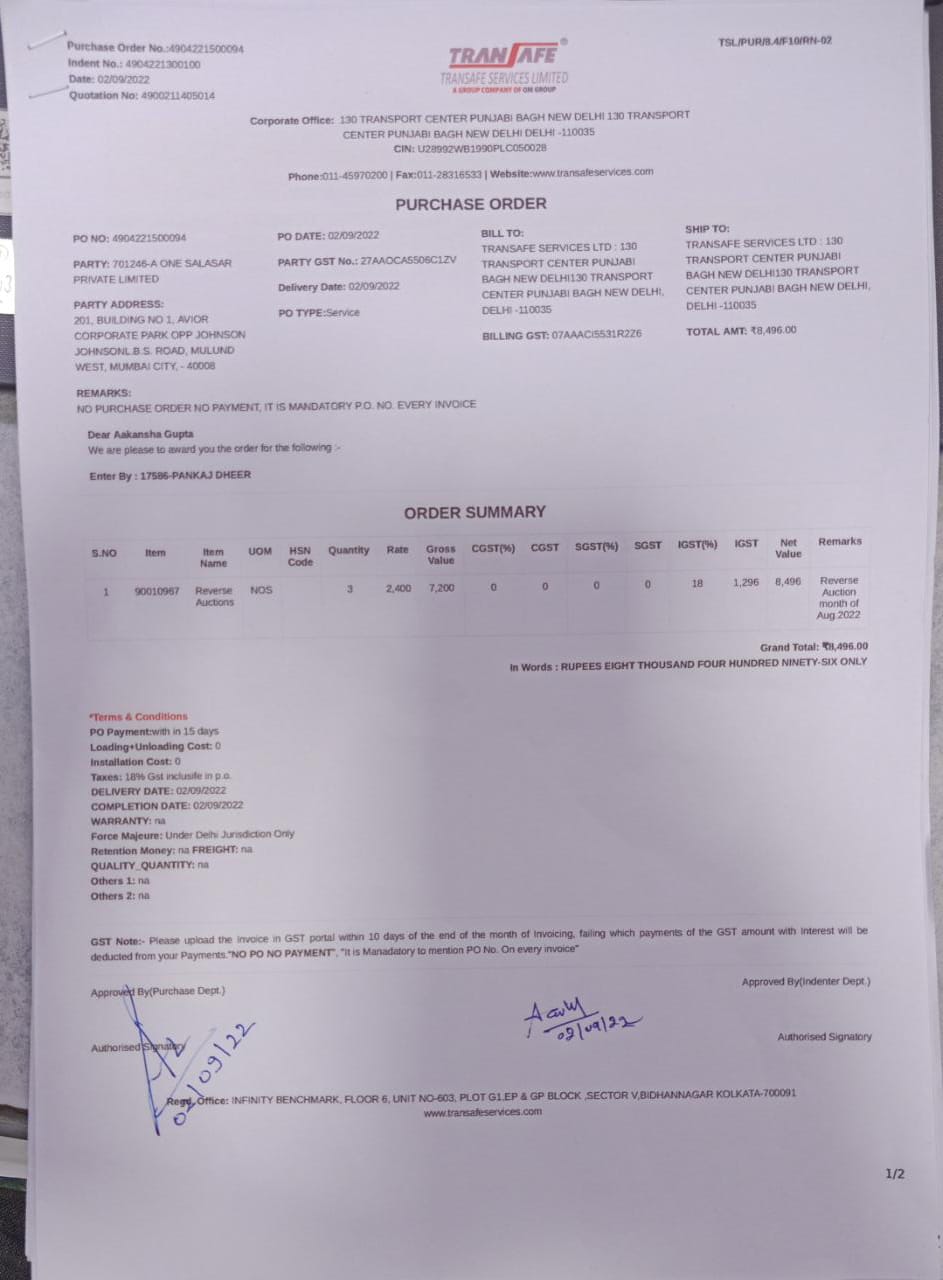 Purchase Order No.:4904221500094
Indent No.: 4904221300100
Date: 02/09/2022
Quotation No: 4900211405014
TRANSAFE®
TRANSAFE SERVICES LIMITED
A GROUP COMPANY OF OM GROUP
TSL/PUR/8.4/F10/RN-02
Corporate Office: 130 TRANSPORT CENTER PUNJABI BAGH NEW DELHI 130 TRANSPORT
CENTER PUNJABI BAGH NEW DELHI DELHI -110035
CIN: U28992WB1990PLC050028
Phone:011-45970200 | Fax:011-28316533 | Website:www.transafeservices.com
PURCHASE ORDER
PO NO: 4904221500094
PARTY: 701246-A ONE SALASAR
PRIVATE LIMITED
PARTY ADDRESS:
201, BUILDING NO 1, AVIOR
CORPORATE PARK OPP JOHNSON
JOHNSONL.B.S. ROAD, MULUND
WEST, MUMBAI CITY, - 40008
PO DATE: 02/09/2022
PARTY GST No.: 27AAOCA5506C1ZV
Delivery Date: 02/09/2022
PO TYPE:Service
BILL TO:
TRANSAFE SERVICES LTD : 130
TRANSPORT CENTER PUNJABI
BAGH NEW DELHI130 TRANSPORT
CENTER PUNJABI BAGH NEW DELHI,
DELHI -110035
BILLING GST: 07AAACI5531R2Z6
SHIP TO:
TRANSAFE SERVICES LTD : 130
TRANSPORT CENTER PUNJABI
BAGH NEW DELHI130 TRANSPORT
CENTER PUNJABI BAGH NEW DELHI,
DELHI -110035
TOTAL AMT: ₹8,496.00
REMARKS:
NO PURCHASE ORDER NO PAYMENT, IT IS MANDATORY P.O. NO. EVERY INVOICE
Dear Aakansha Gupta
We are please to award you the order for the following :-
Enter By : 17586-PANKAJ DHEER
ORDER SUMMARY
S.NO Item Item Name UOM HSN Code Quantity Rate Gross Value CGST(%) CGST SGST(%) SGST IGST(%) IGST Net Value Remarks
1 90010967 Reverse Auctions NOS 3 2,400 7,200 0 0 0 0 18 1,296 8,496 Reverse Auction month of Aug.2022
Grand Total: ₹8,496.00
In Words : RUPEES EIGHT THOUSAND FOUR HUNDRED NINETY-SIX ONLY
*Terms & Conditions
PO Payment:with in 15 days
Loading+Unloading Cost: 0
Installation Cost: 0
Taxes: 18% Gst inclusife in p.o.
DELIVERY DATE: 02/09/2022
COMPLETION DATE: 02/09/2022
WARRANTY: na
Force Majeure: Under Delhi Jurisdiction Only
Retention Money: na FREIGHT: na
QUALITY_QUANTITY: na
Others 1: na
Others 2: na
GST Note:- Please upload the invoice in GST portal within 10 days of the end of the month of Invoicing, failing which payments of the GST amount with Interest will be
deducted from your Payments."NO PO NO PAYMENT", "It is Manadatory to mention PO No. On every invoice"
Approved By(Purchase Dept.)
Approved By(Indenter Dept.)
Authorised Signatory
02/09/22
02/09/22
Authorised Signatory
Regd. Office: INFINITY BENCHMARK, FLOOR 6, UNIT NO-603, PLOT G1.EP & GP BLOCK ,SECTOR V,BIDHANNAGAR KOLKATA-700091
www.transafeservices.com
1/2